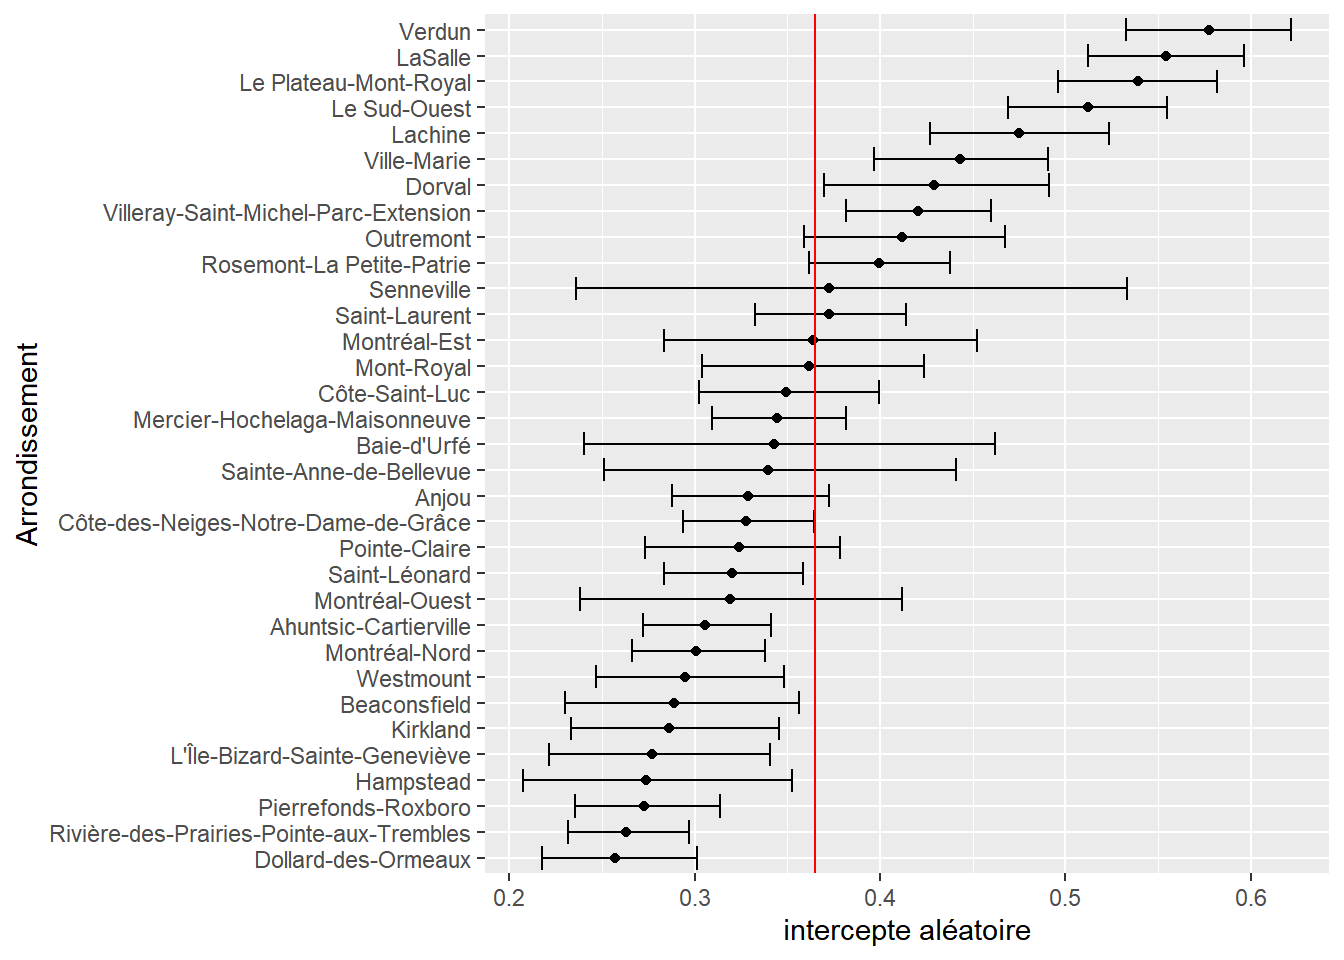 Verdun
LaSalle
Le Plateau-Mont-Royal
Le Sud-Ouest
Lachine
Ville-Marie
Dorval
Villeray-Saint-Michel-Parc-Extension
Outremont
Rosemont-La Petite-Patrie
Senneville
Saint-Laurent
Montréal-Est
Mont-Royal
Côte-Saint-Luc
Mercier-Hochelaga-Maisonneuve
Baie-d'Urfé
Sainte-Anne-de-Bellevue
Anjou
Côte-des-Neiges-Notre-Dame-de-Grâce
Pointe-Claire
Saint-Léonard
Montréal-Ouest
Ahuntsic-Cartierville
Montréal-Nord
Westmount
Beaconsfield
Kirkland
L'Île-Bizard-Sainte-Geneviève
Hampstead
Pierrefonds-Roxboro
Rivière-des-Prairies-Pointe-aux-Trembles
Dollard-des-Ormeaux
Arrondissement
0.2 0.3 0.4 0.5 0.6
intercepte aléatoire